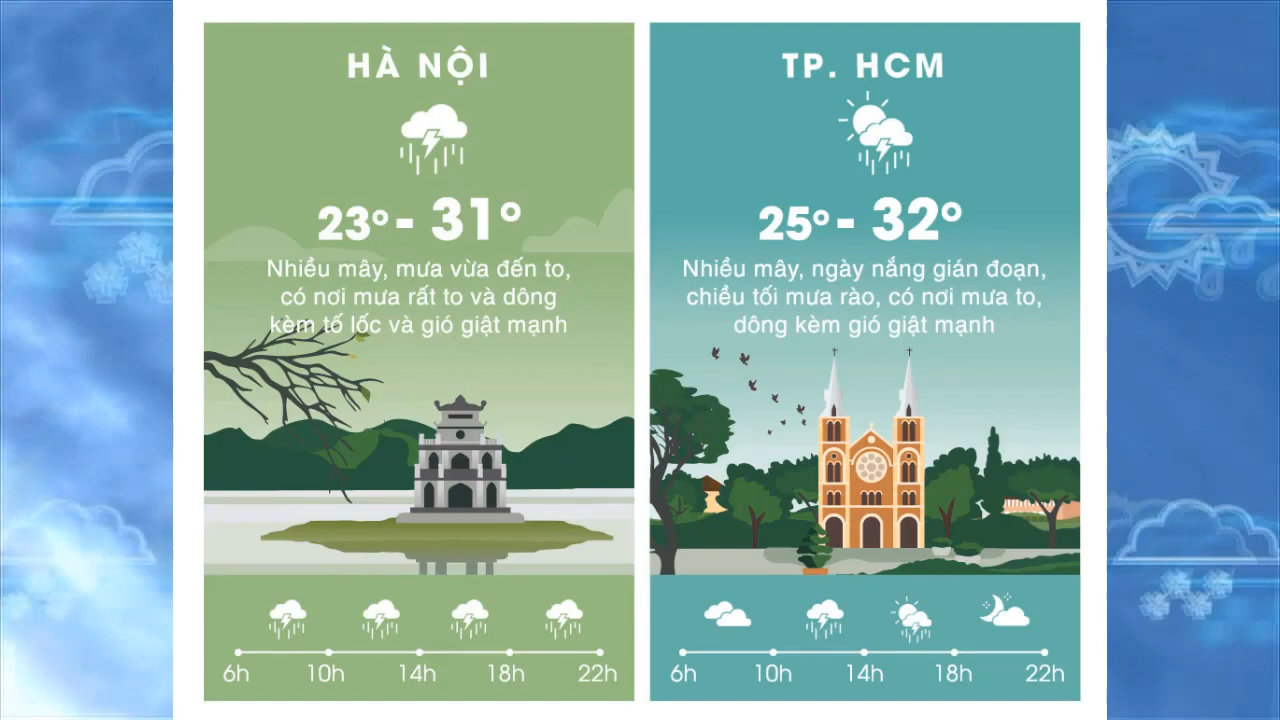 HÀ NỘI
23° - 31°
Nhiều mây, mưa vừa đến to,
có nơi mưa rất to và dông
kèm tố lốc và gió giật mạnh
6h 10h 14h 18h 22h
TP. HCM
25° - 32°
Nhiều mây, ngày nắng gián đoạn,
chiều tối mưa rào, có nơi mưa to,
dông kèm gió giật mạnh
6h 10h 14h 18h 22h